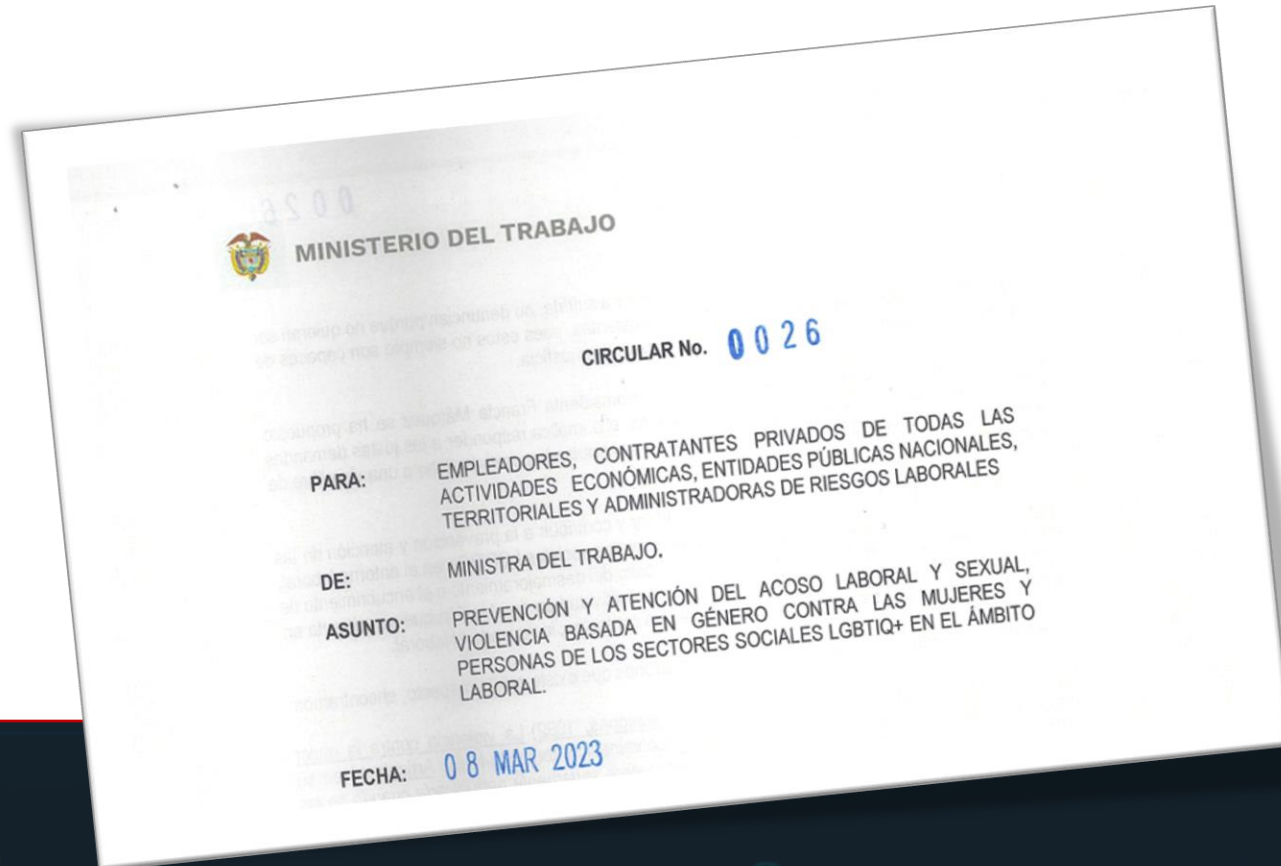 MINISTERIO DEL TRABAJO
CIRCULAR No. 0026
PARA: EMPLEADORES, CONTRATANTES PRIVADOS DE TODAS LAS
ACTIVIDADES ECONÓMICAS, ENTIDADES PÚBLICAS NACIONALES,
TERRITORIALES Y ADMINISTRADORAS DE RIESGOS LABORALES
DE: MINISTRA DEL TRABAJO.
ASUNTO: PREVENCIÓN Y ATENCIÓN DEL ACOSO LABORAL Y SEXUAL,
VIOLENCIA BASADA EN GÉNERO CONTRA LAS MUJERES Y
PERSONAS DE LOS SECTORES SOCIALES LGBTIQ+ EN EL ÁMBITO
LABORAL.
FECHA: 08 MAR 2023